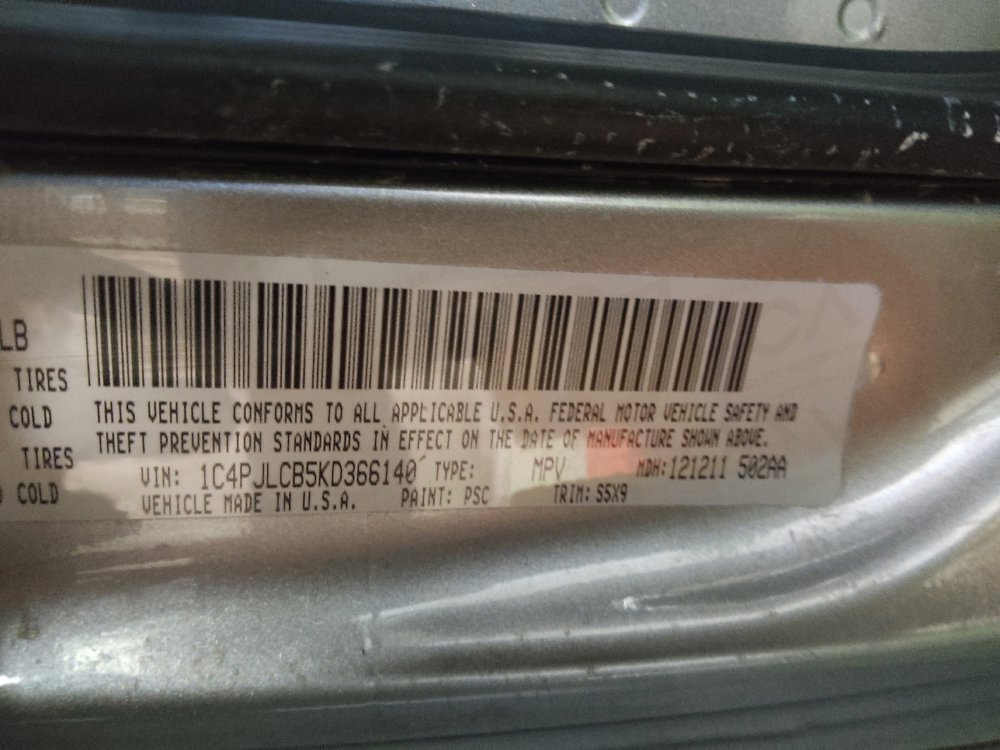 LB
TIRES
COLD
TIRES
COLD
THIS VEHICLE CONFORMS TO ALL APPLICABLE U.S.A. FEDERAL MOTOR VEHICLE SAFETY AND
THEFT PREVENTION STANDARDS IN EFFECT ON THE DATE OF MANUFACTURE SHOWN ABOVE.
VIN: 1C4PJLCB5KD366140 TYPE: MPV MDH:121211 502AA
VEHICLE MADE IN U.S.A. PAINT: PSC TRIM: S5X9